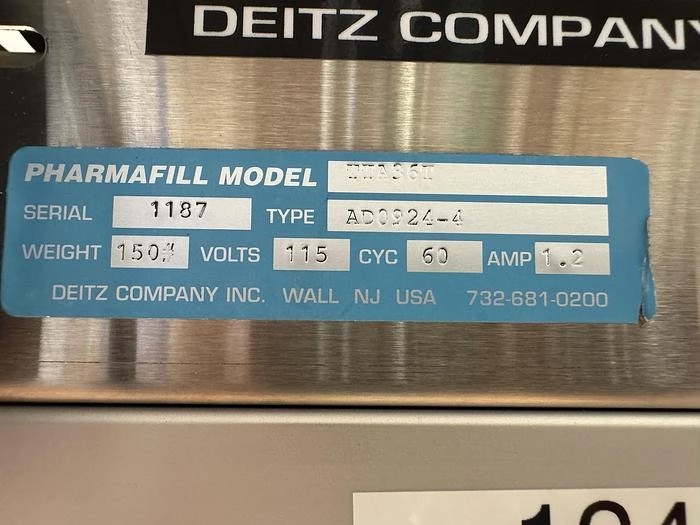 DEITZ COMPANY
PHARMAFILL MODEL
SERIAL 1187 TYPE AD0924-4
WEIGHT 150# VOLTS 115 CYC 60 AMP 1.2
DEITZ COMPANY INC. WALL NJ USA 732-681-0200